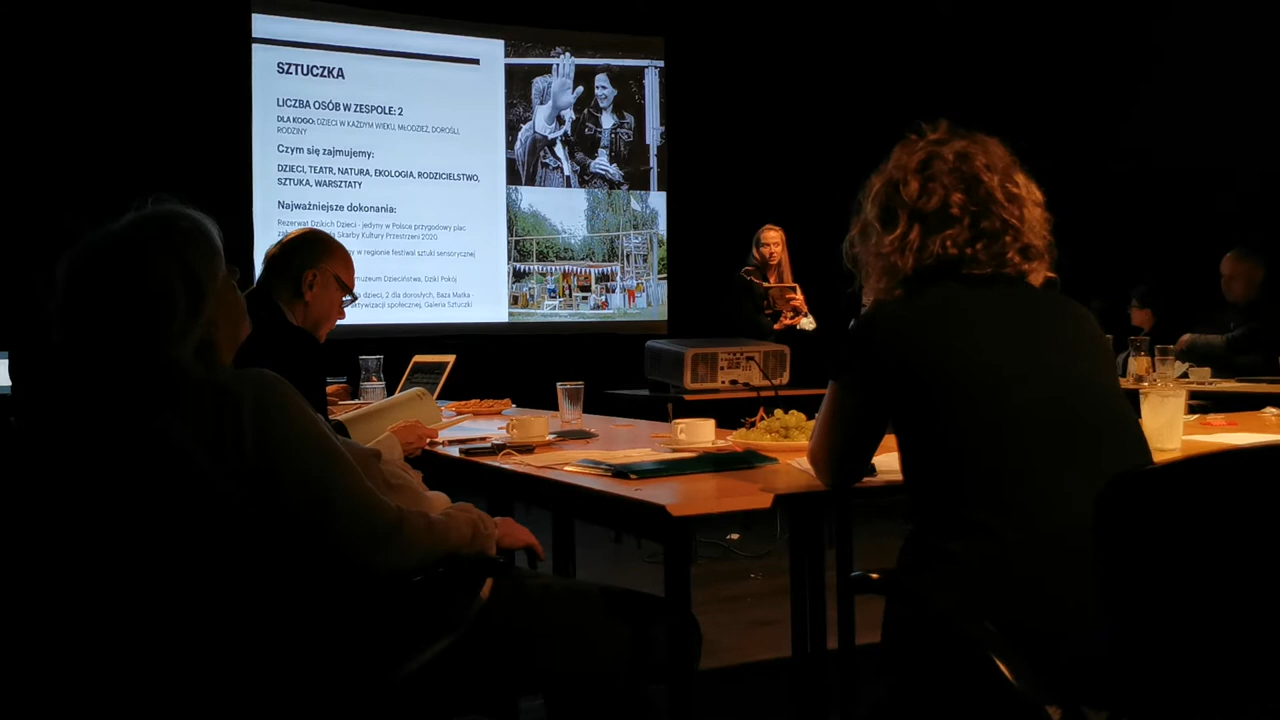 SZTUCZKA
LICZBA OSÓB W ZESPOLE: 2
DLA KOGO: DZIECI W KAŻDYM WIEKU, MŁODZIEŻ, DOROŚLI,
RODZINY
Czym się zajmujemy:
DZIECI, TEATR, NATURA, EKOLOGIA, RODZICIELSTWO,
SZTUKA, WARSZTATY
Najważniejsze dokonania:
Rezerwat Dzikich Dzieci - jedyny w Polsce przygodowy plac
Skarby Kultury Przestrzeni 2020
w regionie festiwal sztuki sensorycznej
muzeum Dzieciństwa, Dziki Pokój
dzieci, 2 dla dorosłych, Baza Matka -
aktywizacji społecznej, Galeria Sztuczki